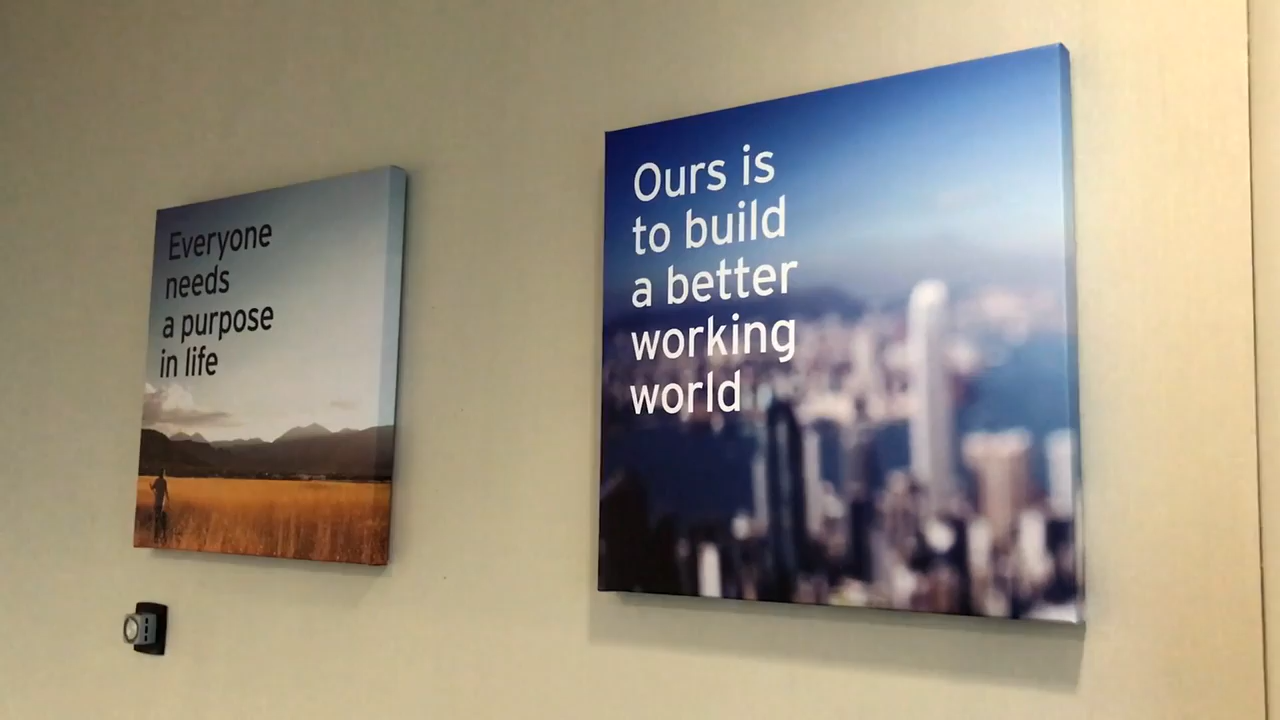 Everyone
needs
a purpose
in life
Ours is
to build
a better
working
world